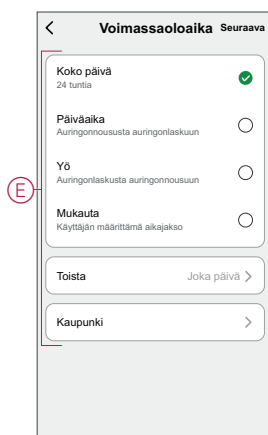 Voimassaoloaika Seuraava
Koko päivä
24 tuntia
Päiväaika
Auringonnoususta auringonlaskuun
Yö
Auringonlaskusta auringonnousuun
E
Mukauta
Käyttäjän määrittämä aikajakso
Toista Joka päivä
Kaupunki